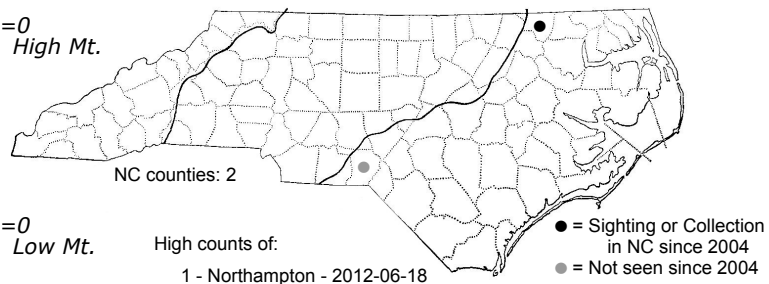 =0
High Mt.
NC counties: 2
=0
Low Mt.
High counts of:
1 - Northampton - 2012-06-18
● = Sighting or Collection
in NC since 2004
● = Not seen since 2004